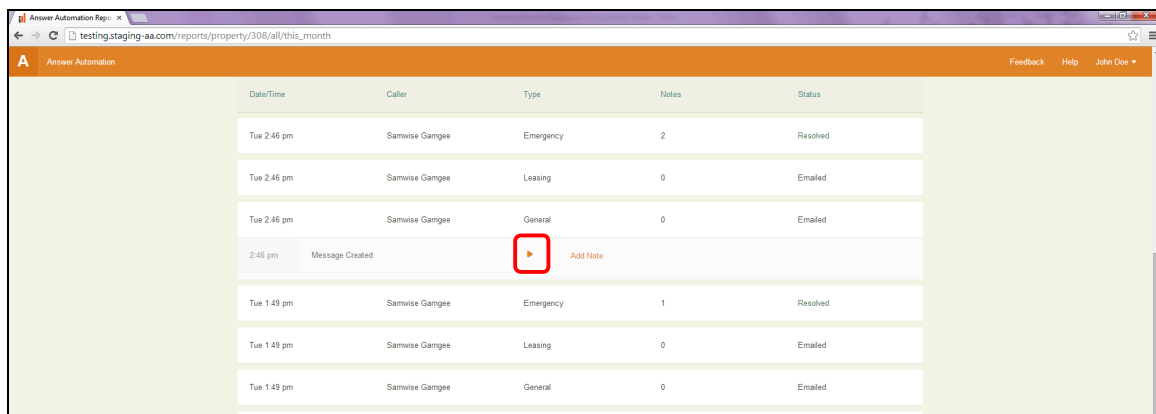 Answer Automation Repo
testing.staging-aa.com/reports/property/308/all/this_month
A Answer Automation Feedback Help John Doe
Date/Time Caller Type Notes Status
Tue 2:46 pm Samwise Gamgee Emergency 2 Resolved
Tue 2:46 pm Samwise Gamgee Leasing 0 Emailed
Tue 2:46 pm Samwise Gamgee General 0 Emailed
2:46 pm Message Created Add Note
Tue 1:49 pm Samwise Gamgee Emergency 1 Resolved
Tue 1:49 pm Samwise Gamgee Leasing 0 Emailed
Tue 1:49 pm Samwise Gamgee General 0 Emailed